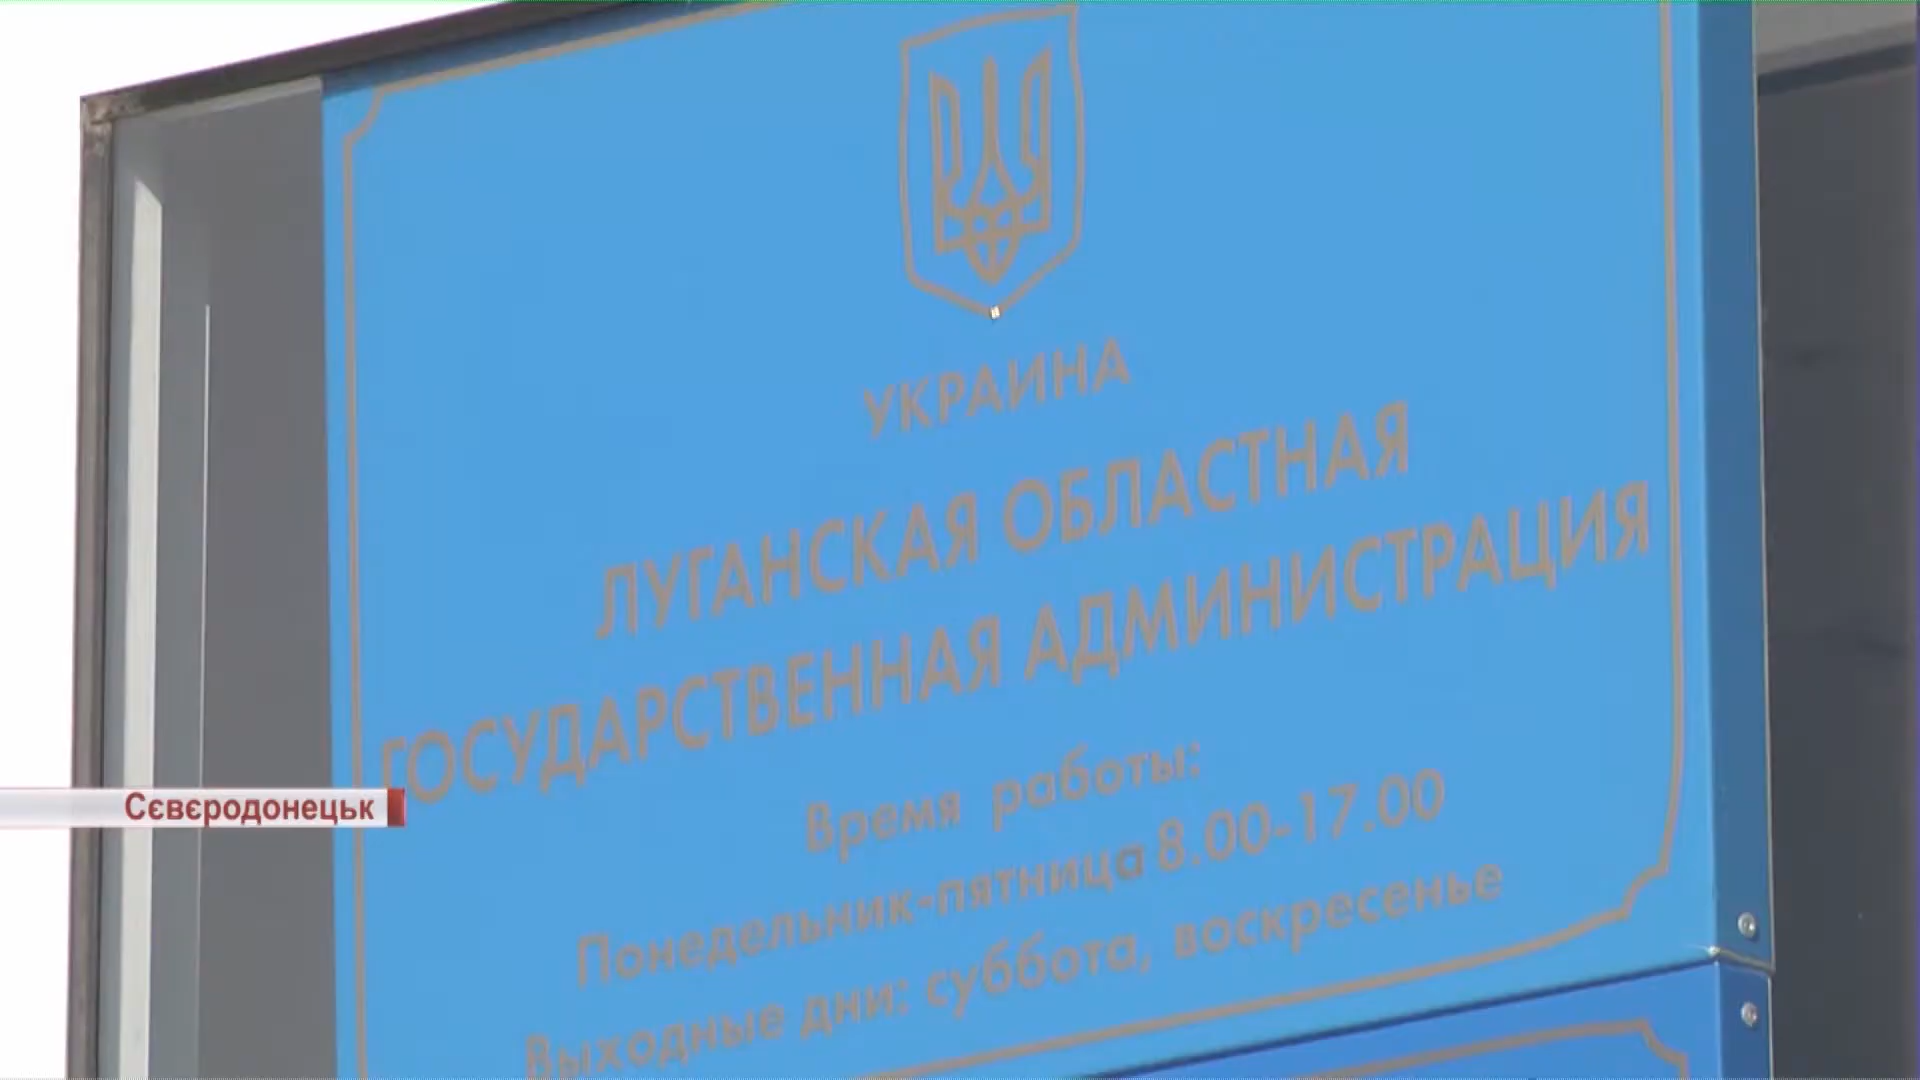 УКРАИНА
ЛУГАНСКАЯ ОБЛАСТНАЯ
ГОСУДАРСТВЕННАЯ АДМИНИСТРАЦИЯ
Время работы:
Понедельник-пятница 8.00-17.00
Выходные дни: суббота, воскресенье
Сєвєродонецьк